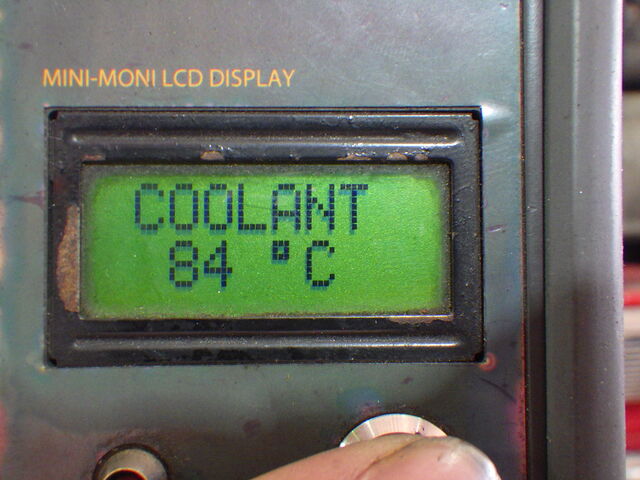 MINI-MONI LCD DISPLAY
COOLANT
84 °C